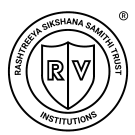 RASHTREEYA SIKSHANA SAMITHI TRUST
®
RV
INSTITUTIONS